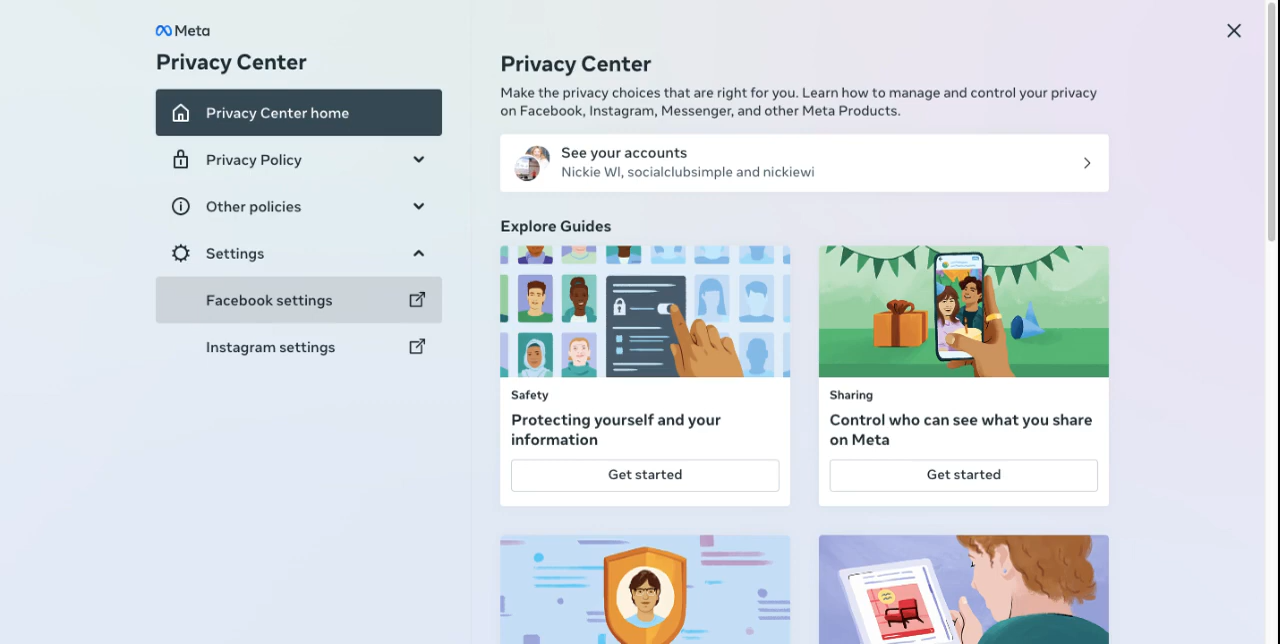 Meta
Privacy Center
Privacy Center home
Privacy Policy
Other policies
Settings
Facebook settings
Instagram settings
Privacy Center
Make the privacy choices that are right for you. Learn how to manage and control your privacy
on Facebook, Instagram, Messenger, and other Meta Products.
See your accounts
Nickie WI, socialclubsimple and nickiewi
Explore Guides
Safety
Protecting yourself and your
information
Get started
Sharing
Control who can see what you share
on Meta
Get started